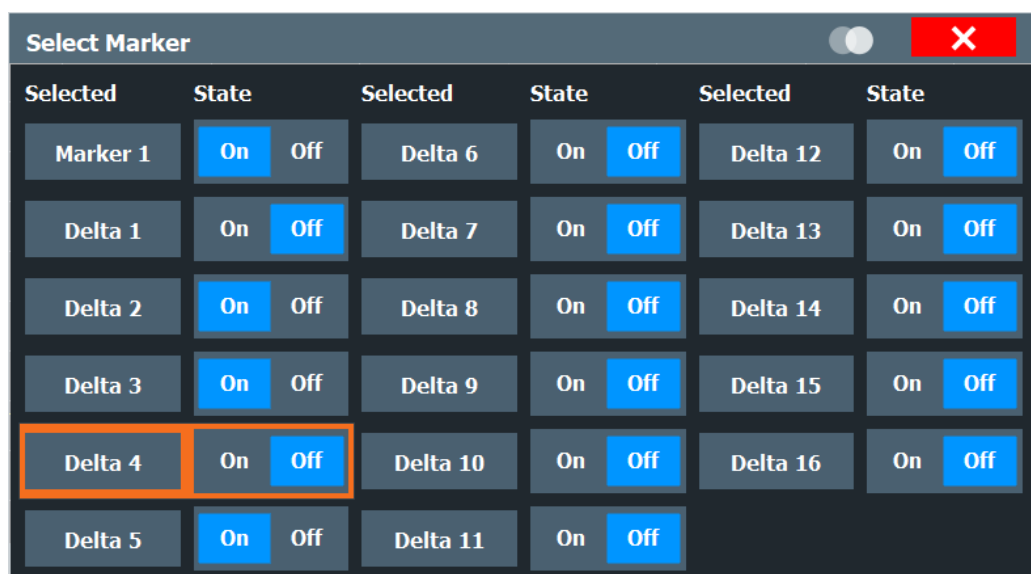 Select Marker
Selected State Selected State Selected State
Marker 1 On Off Delta 6 On Off Delta 12 On Off
Delta 1 On Off Delta 7 On Off Delta 13 On Off
Delta 2 On Off Delta 8 On Off Delta 14 On Off
Delta 3 On Off Delta 9 On Off Delta 15 On Off
Delta 4 On Off Delta 10 On Off Delta 16 On Off
Delta 5 On Off Delta 11 On Off